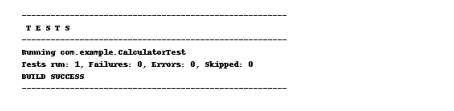 -------------------------------------------------------
T E S T S
-------------------------------------------------------
Running com.example.CalculatorTest
Tests run: 1, Failures: 0, Errors: 0, Skipped: 0
BUILD SUCCESS
-------------------------------------------------------